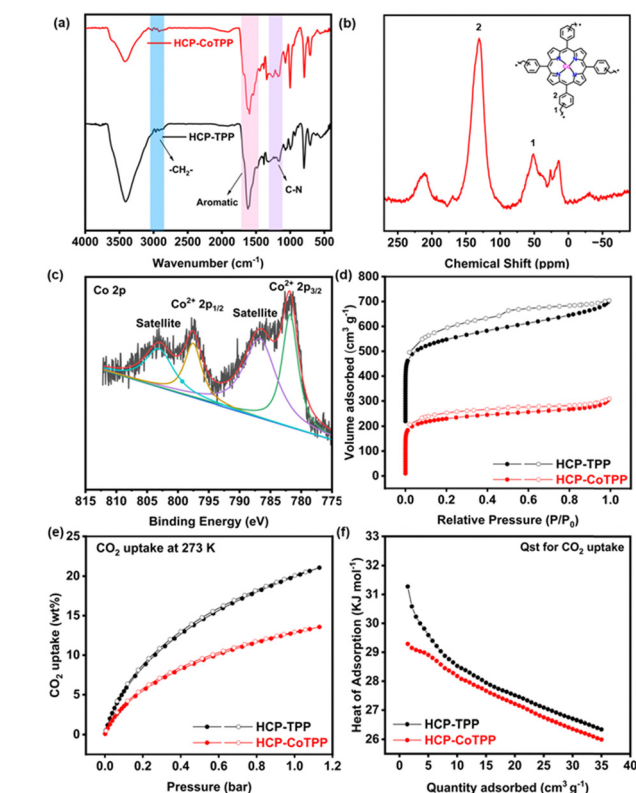 (a)
HCP-CoTPP
HCP-TPP
-CH₂-
Aromatic
C-N
4000 3500 3000 2500 2000 1500 1000 500
Wavenumber (cm⁻¹)
(b)
2
1
2
1
250 200 150 100 50 0 -50
Chemical Shift (ppm)
(c)
Co 2p
Satellite
Co²⁺ 2p₁/₂
Satellite
Co²⁺ 2p₃/₂
815 810 805 800 795 790 785 780 775
Binding Energy (eV)
(d)
Volume adsorbed (cm³ g⁻¹)
800
700
600
500
400
300
200
100
0
HCP-TPP
HCP-CoTPP
0.0 0.2 0.4 0.6 0.8 1.0
Relative Pressure (P/P₀)
(e)
CO₂ uptake at 273 K
CO₂ uptake (wt%)
25
20
15
10
5
0
HCP-TPP
HCP-CoTPP
0.0 0.2 0.4 0.6 0.8 1.0 1.2
Pressure (bar)
(f)
Qst for CO₂ uptake
Heat of Adsorption (KJ mol⁻¹)
33
32
31
30
29
28
27
26
HCP-TPP
HCP-CoTPP
0 5 10 15 20 25 30 35 40
Quantity adsorbed (cm³ g⁻¹)